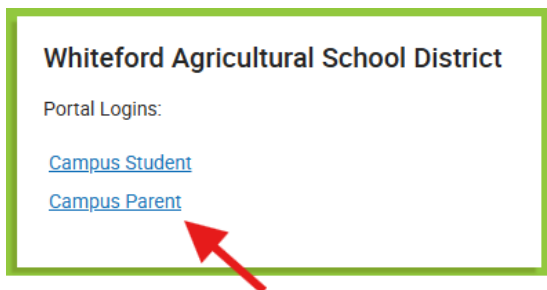 Whiteford Agricultural School District
Portal Logins:
Campus Student
Campus Parent